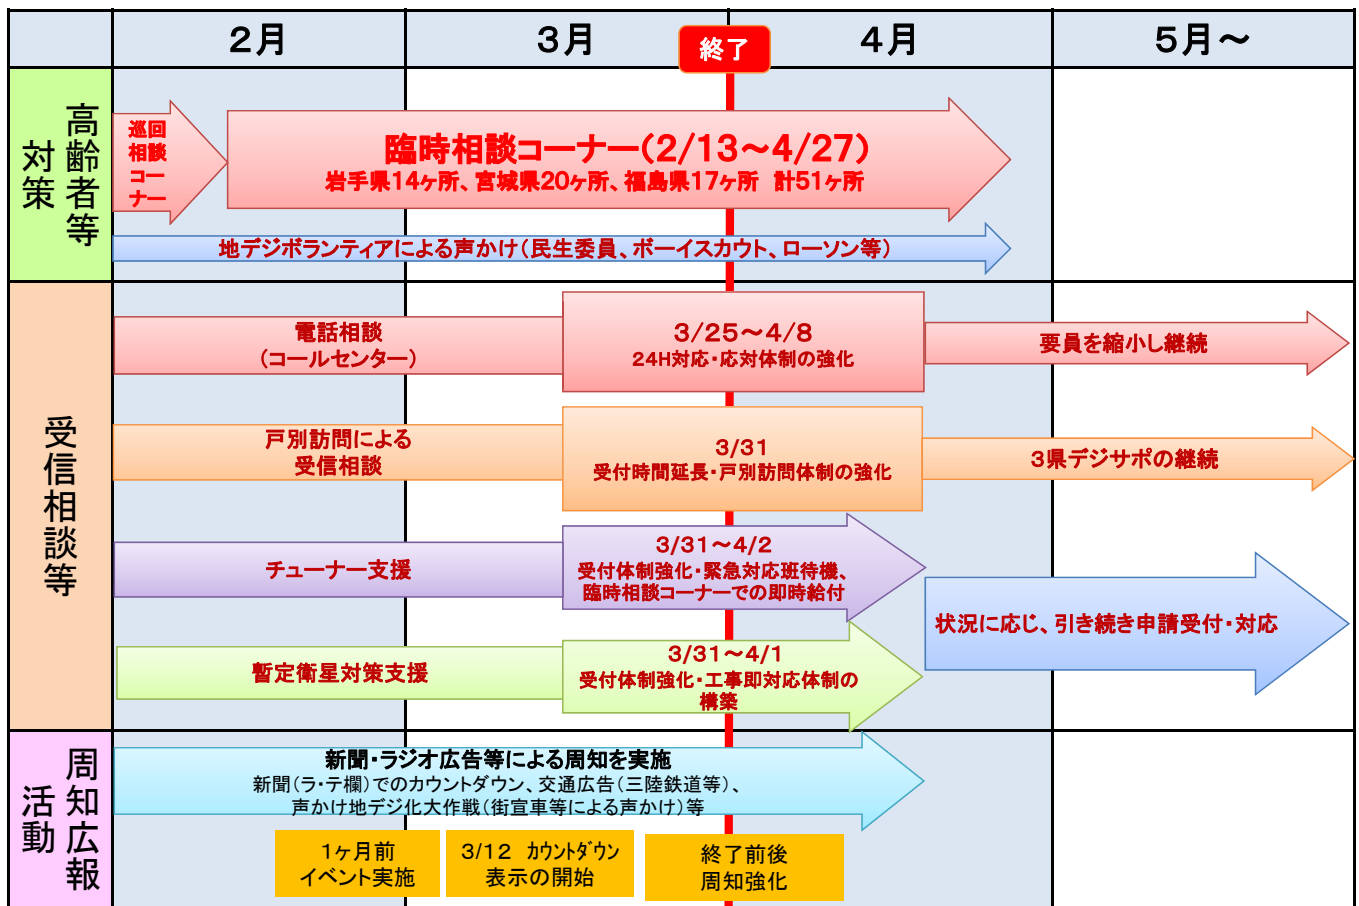 ２月
３月
終了
４月
５月～
高齢者等
対策
巡回
相談
コー
ナー
臨時相談コーナー（２/１３～４/２７）
岩手県１４ヶ所、宮城県２０ヶ所、福島県１７ヶ所　計５１ヶ所
地デジボランティアによる声かけ（民生委員、ボーイスカウト、ローソン等）
受信相談等
電話相談
（コールセンター）
３/２５～４/８
２４Ｈ対応・応対体制の強化
要員を縮小し継続
戸別訪問による
受信相談
３/３１
受付時間延長・戸別訪問体制の強化
３県デジサポの継続
チューナー支援
３/３１～４/２
受付体制強化・緊急対応班待機、
臨時相談コーナーでの即時給付
状況に応じ、引き続き申請受付・対応
暫定衛星対策支援
３/３１～４/１
受付体制強化・工事即対応体制の
構築
周知広報
活動
新聞・ラジオ広告等による周知を実施
新聞（ラ・テ欄）でのカウントダウン、交通広告（三陸鉄道等）、
声かけ地デジ化大作戦（街宣車等による声かけ）等
１ヶ月前
イベント実施
３/１２　ｶｳﾝﾄﾀﾞｳﾝ
表示の開始
終了前後
周知強化